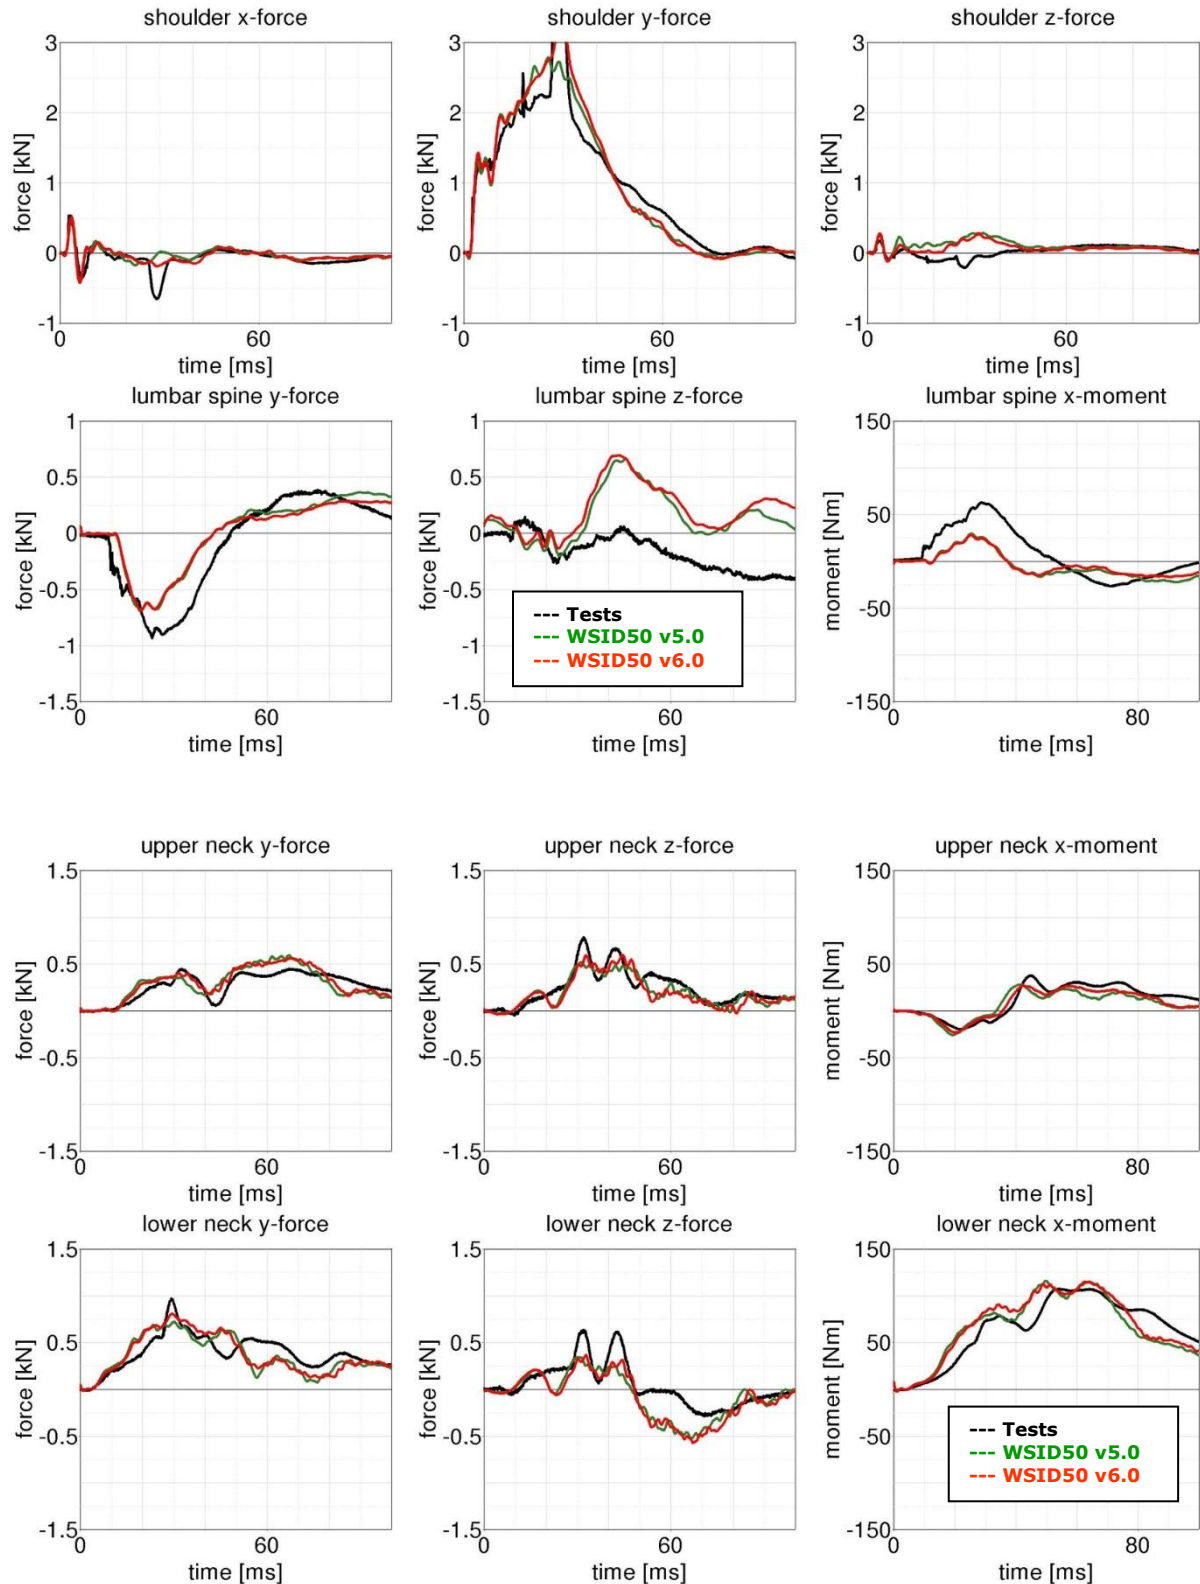 shoulder x-force
shoulder y-force
shoulder z-force
force [kN]
3
2
1
0
-1
0
60
time [ms]
force [kN]
3
2
1
0
-1
0
60
time [ms]
force [kN]
3
2
1
0
-1
0
60
time [ms]
lumbar spine y-force
lumbar spine z-force
lumbar spine x-moment
force [kN]
1
0.5
0
-0.5
-1
-1.5
0
60
time [ms]
force [kN]
1
0.5
0
-0.5
-1
-1.5
0
60
time [ms]
--- Tests
--- WSID50 v5.0
--- WSID50 v6.0
moment [Nm]
150
50
-50
-150
0
80
time [ms]
upper neck y-force
upper neck z-force
upper neck x-moment
force [kN]
1.5
0.5
-0.5
-1.5
0
60
time [ms]
force [kN]
1.5
0.5
-0.5
-1.5
0
60
time [ms]
moment [Nm]
150
50
-50
-150
0
80
time [ms]
lower neck y-force
lower neck z-force
lower neck x-moment
force [kN]
1.5
0.5
-0.5
-1.5
0
60
time [ms]
force [kN]
1.5
0.5
-0.5
-1.5
0
60
time [ms]
moment [Nm]
150
50
-50
-150
0
80
time [ms]
--- Tests
--- WSID50 v5.0
--- WSID50 v6.0